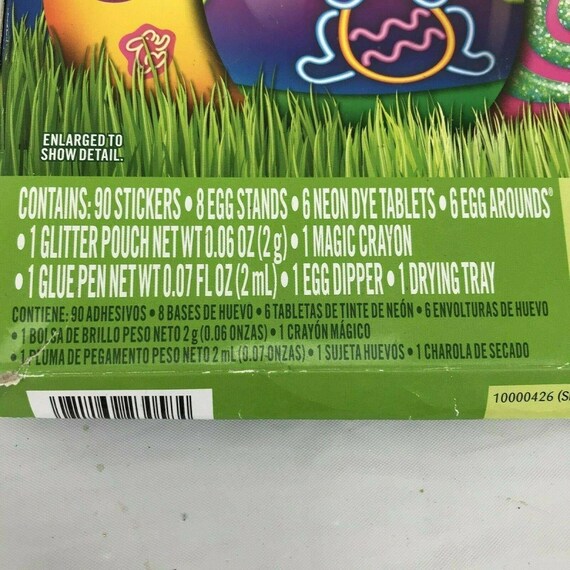 ENLARGED TO
SHOW DETAIL.
CONTAINS: 90 STICKERS • 8 EGG STANDS • 6 NEON DYE TABLETS • 6 EGG AROUNDS®
• 1 GLITTER POUCH NET WT 0.06 OZ (2 g) • 1 MAGIC CRAYON
• 1 GLUE PEN NET WT 0.07 FL OZ (2 mL) • 1 EGG DIPPER • 1 DRYING TRAY
CONTIENE: 90 ADHESIVOS • 8 BASES DE HUEVO • 6 TABLETAS DE TINTE DE NEÓN • 6 ENVOLTURAS DE HUEVO
• 1 BOLSA DE BRILLO PESO NETO 2 g (0.06 ONZAS) • 1 CRAYÓN MÁGICO
• 1 PLUMA DE PEGAMENTO PESO NETO 2 mL (0.07 ONZAS) • 1 SUJETA HUEVOS • 1 CHAROLA DE SECADO
10000426